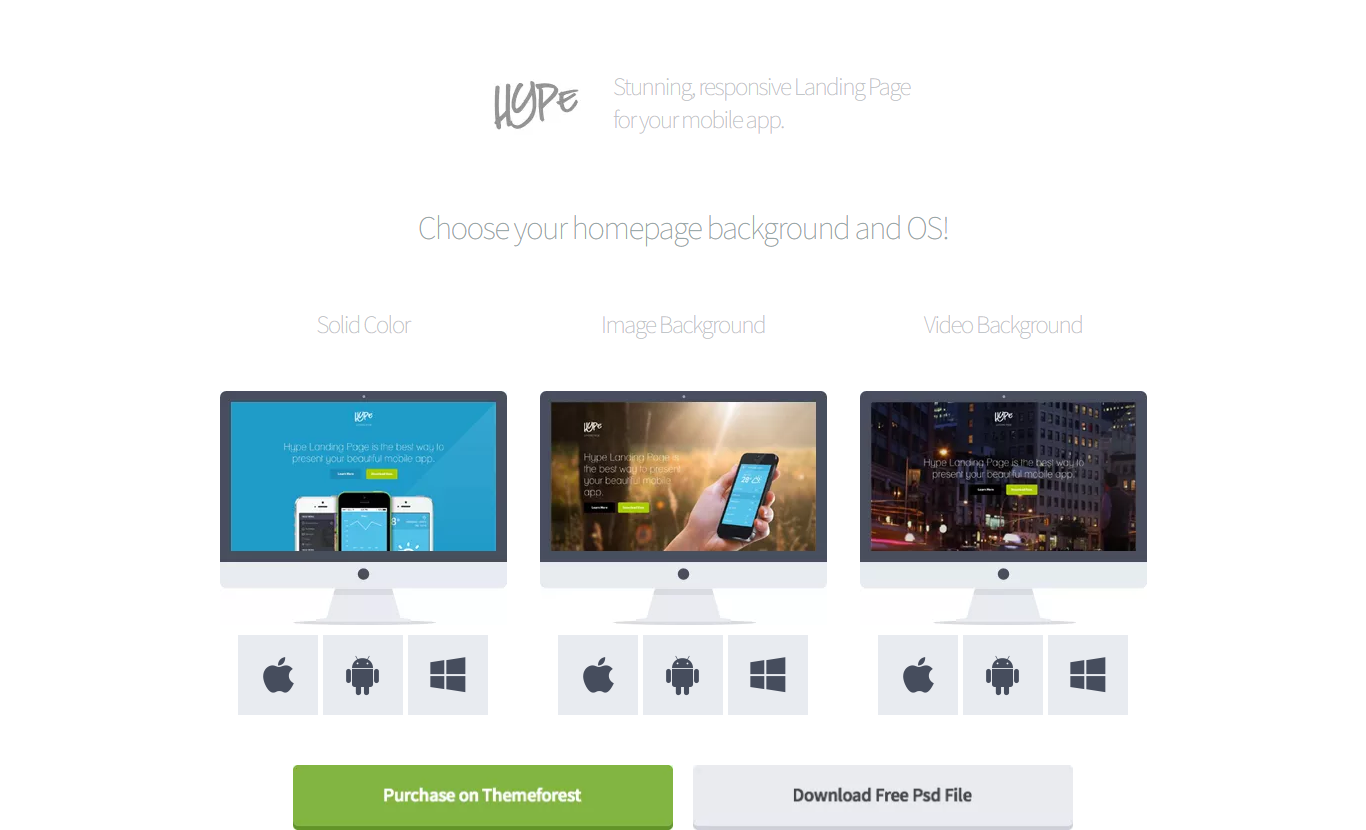 Hype
Stunning, responsive Landing Page
for your mobile app.
Choose your homepage background and OS!
Solid Color
Image Background
Video Background
Hype
Hype Landing Page is the best way to
present your beautiful mobile app.
Learn More
Download Now
Hype
Hype Landing Page is
the best way to present
your beautiful mobile
app.
Learn More
Download Now
Hype
Hype Landing Page is the best way to
present your beautiful mobile app.
Learn More
Download Now
Purchase on Themeforest
Download Free Psd File